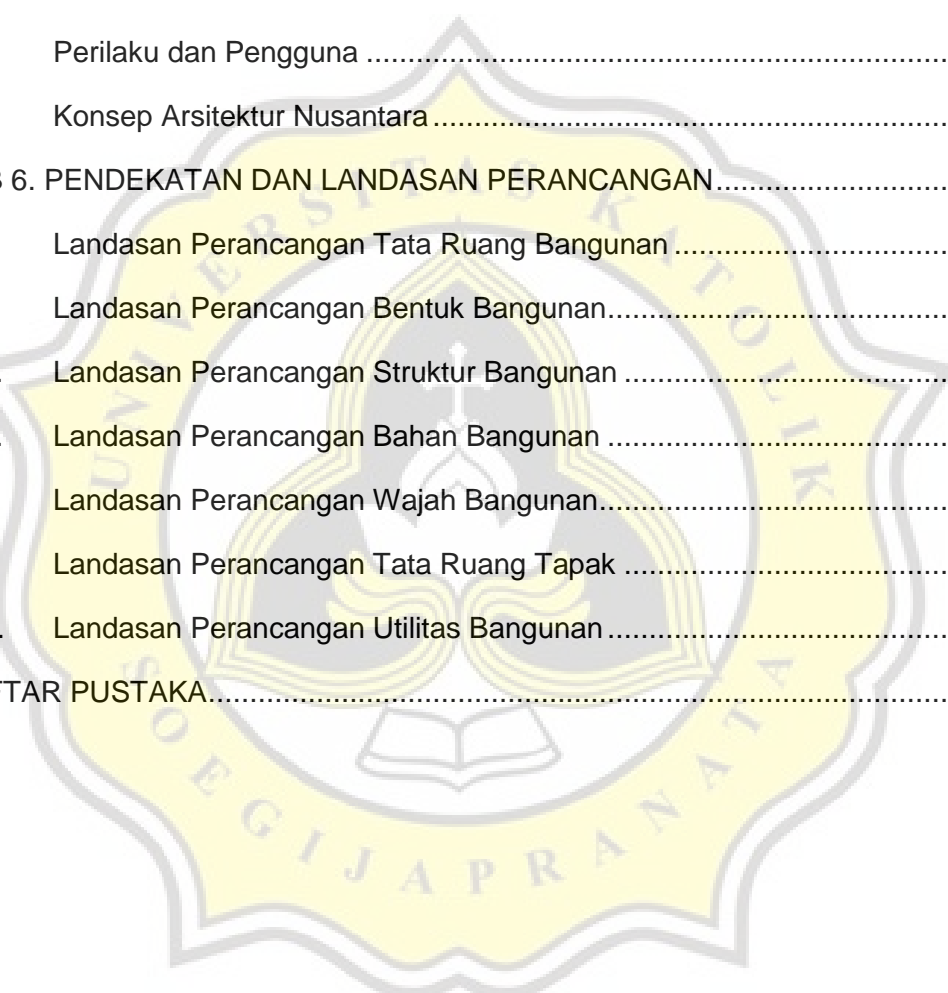 Perilaku dan Pengguna ......................................................................
Konsep Arsitektur Nusantara ..............................................................
6. PENDEKATAN DAN LANDASAN PERANCANGAN ............................
Landasan Perancangan Tata Ruang Bangunan .................................
Landasan Perancangan Bentuk Bangunan.........................................
Landasan Perancangan Struktur Bangunan .......................................
Landasan Perancangan Bahan Bangunan .........................................
Landasan Perancangan Wajah Bangunan..........................................
Landasan Perancangan Tata Ruang Tapak .......................................
Landasan Perancangan Utilitas Bangunan .........................................
TAR PUSTAKA.........................................................................................
UNIVERSITAS KATOLIK
SOEGIJAPRANATA